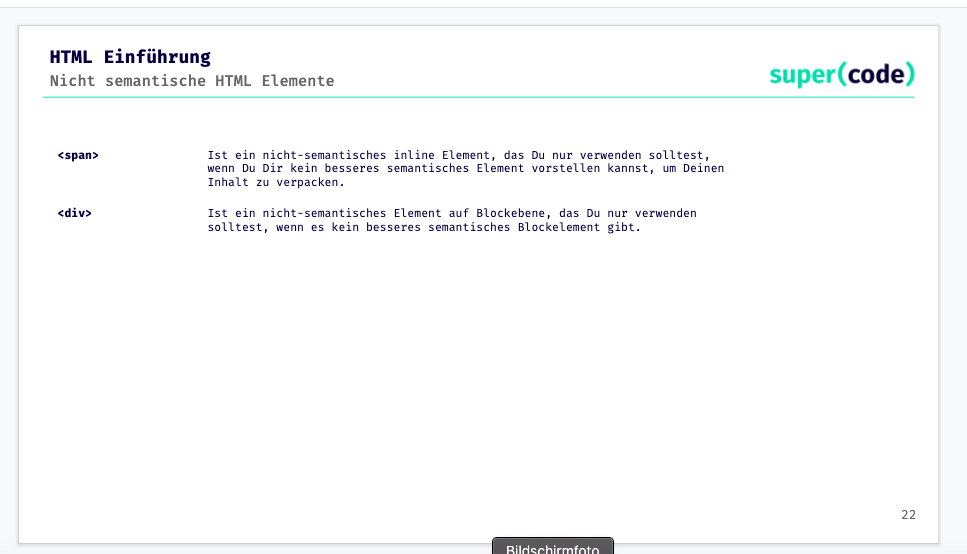 HTML Einführung
Nicht semantische HTML Elemente
super(code)
<span> Ist ein nicht-semantisches inline Element, das Du nur verwenden solltest,
wenn Du Dir kein besseres semantisches Element vorstellen kannst, um Deinen
Inhalt zu verpacken.
<div> Ist ein nicht-semantisches Element auf Blockebene, das Du nur verwenden
solltest, wenn es kein besseres semantisches Blockelement gibt.
22
Bildschirmfoto